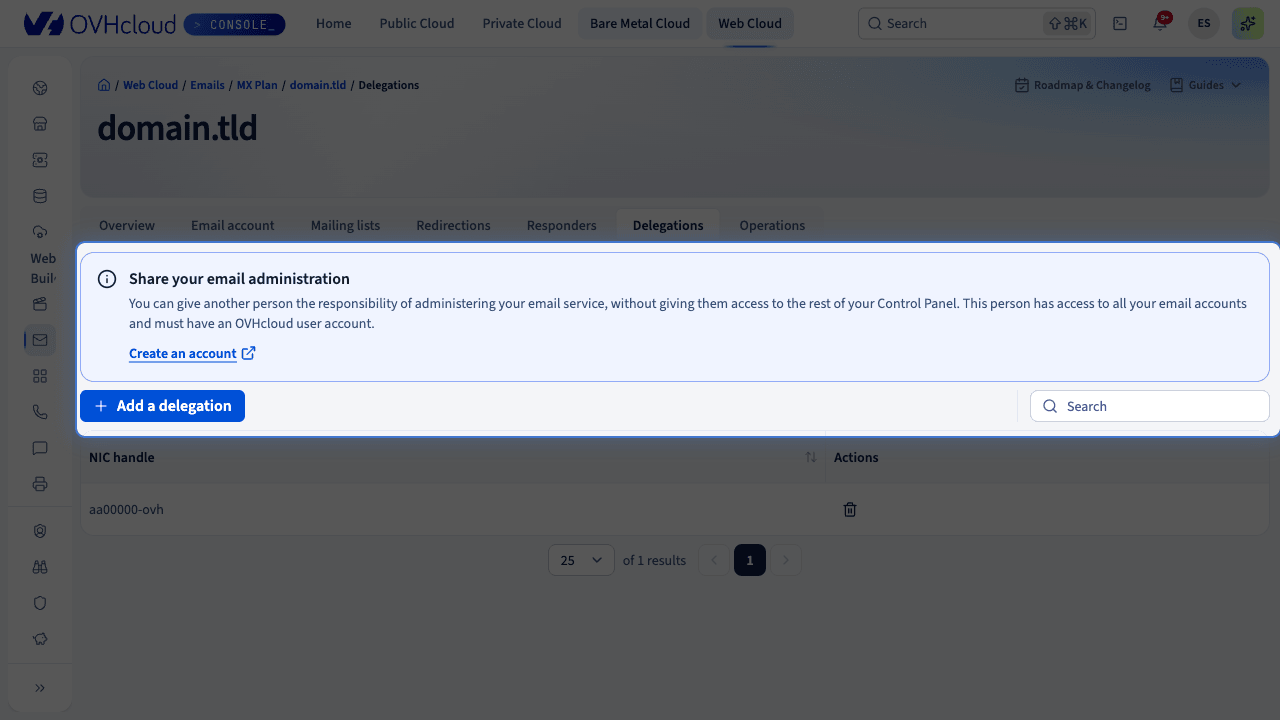 OVHcloud > CONSOLE_
Home Public Cloud Private Cloud Bare Metal Cloud Web Cloud
Search ⇧⌘K
9+
ES
/ Web Cloud / Emails / MX Plan / domain.tld / Delegations
Roadmap & Changelog Guides
domain.tld
Overview Email account Mailing lists Redirections Responders Delegations Operations
Web
Buil
Share your email administration
You can give another person the responsibility of administering your email service, without giving them access to the rest of your Control Panel. This person has access to all your email accounts
and must have an OVHcloud user account.
Create an account
+ Add a delegation
Search
NIC handle Actions
aa00000-ovh
25 of 1 results 1